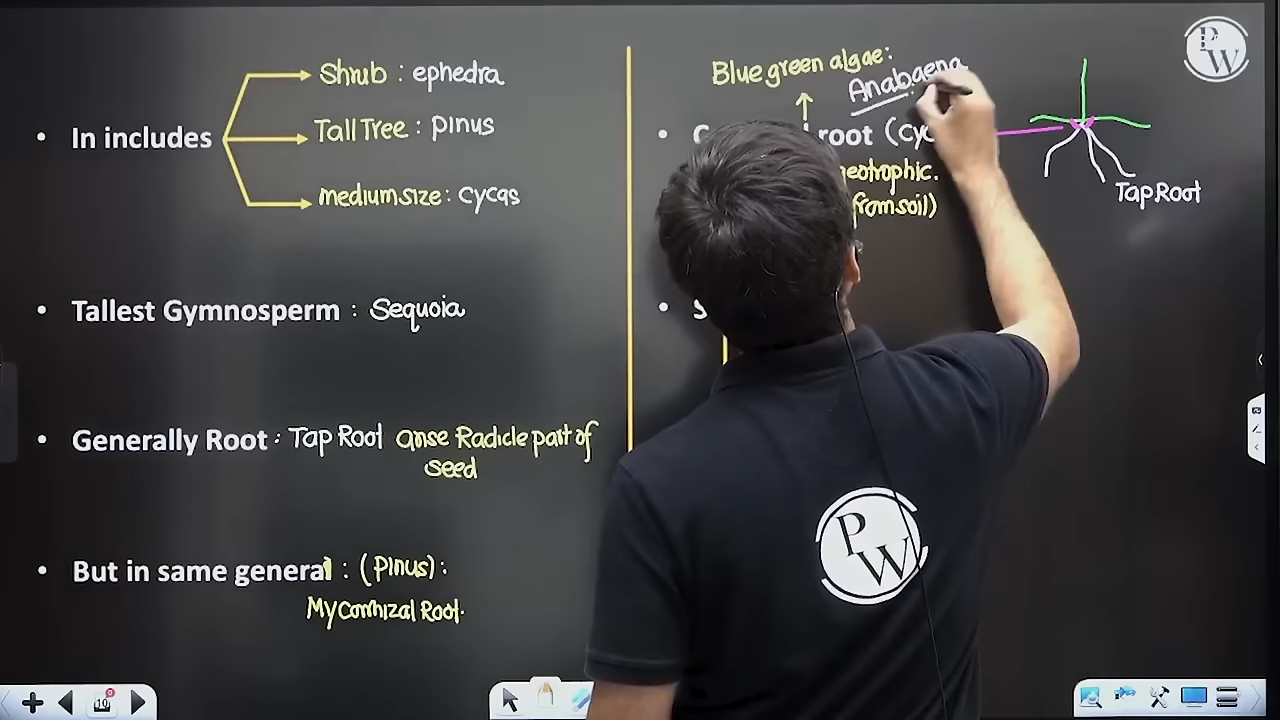 • In includes
Shrub : ephedra
Tall Tree : pinus
medium size : cycas
• Tallest Gymnosperm : Sequoia
• Generally Root : Tap Root arise Radicle part of
seed
• But in same general : (Pinus) :
Mycorrhizal Root.
Blue green algae :
Anabaena
root
from soil)
Tap Root
PW
PW
10